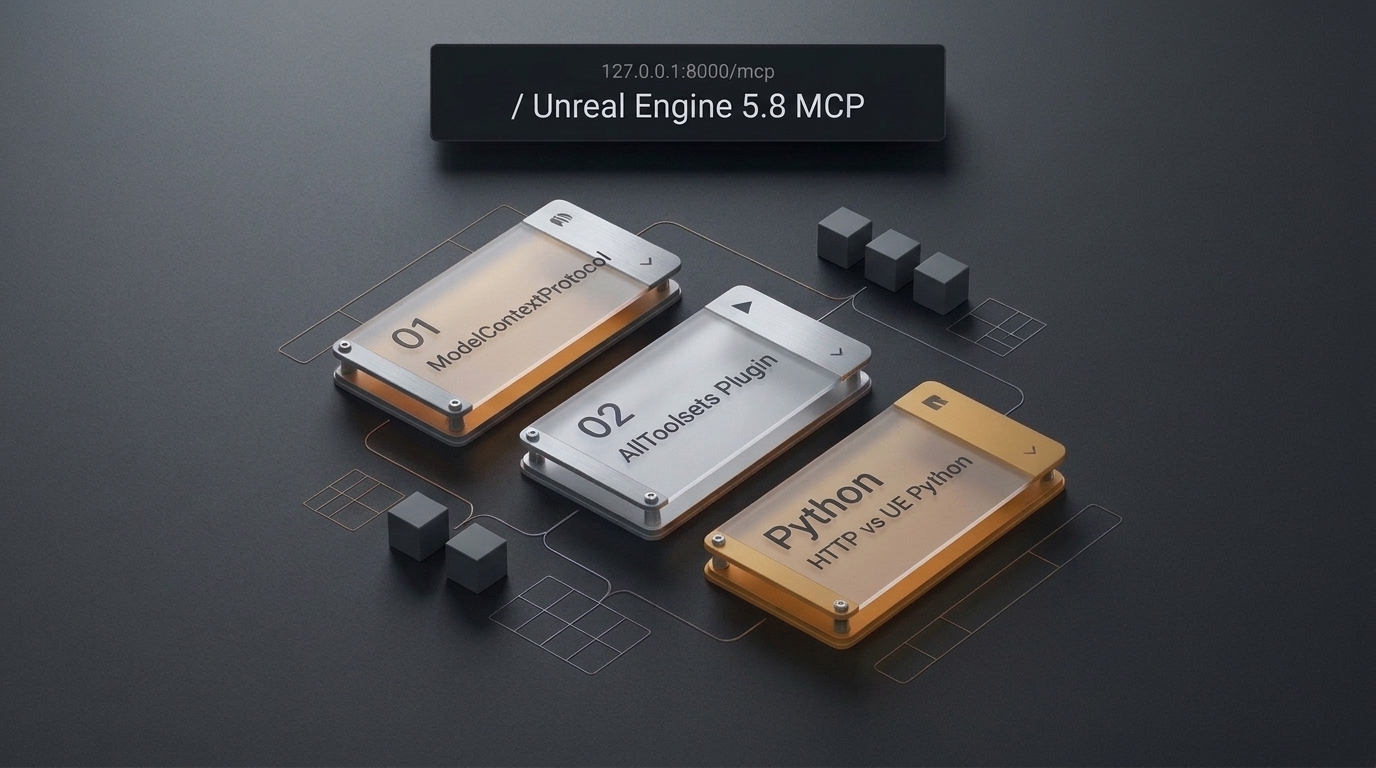 127.0.0.1:8000/mcp
/ Unreal Engine 5.8 MCP
01
ModelContextProtocol
02
AllToolsets Plugin
Python
HTTP vs UE Python